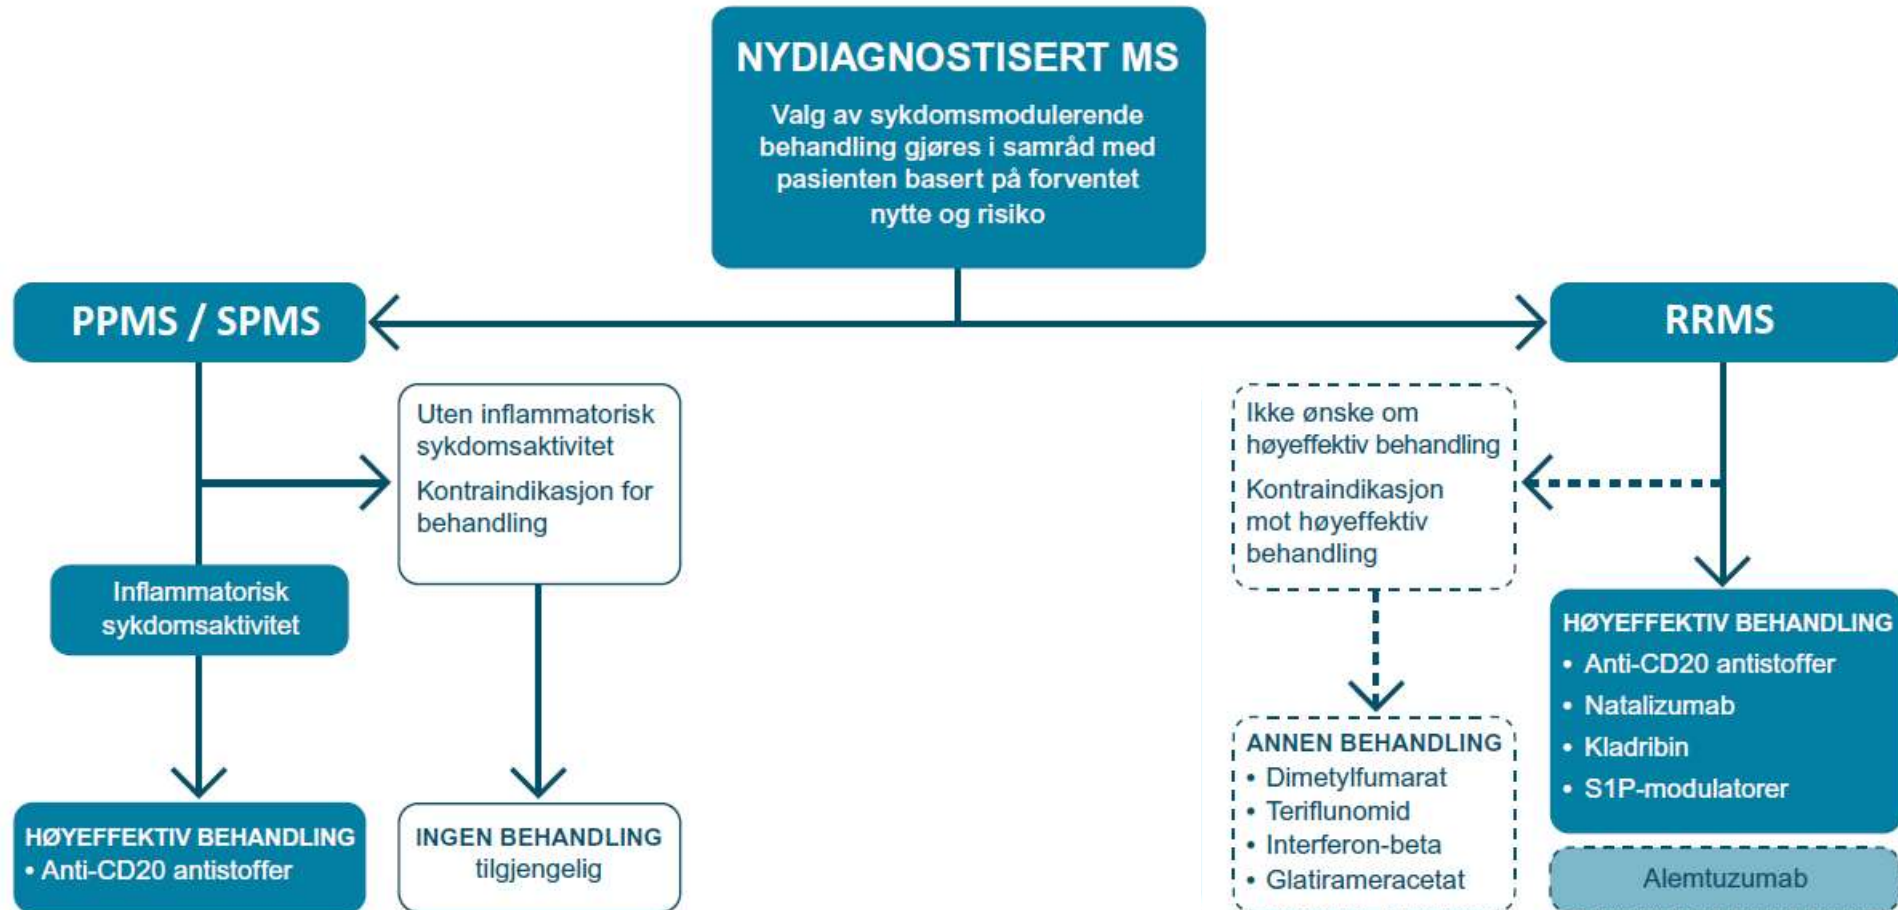 NYDIAGNOSTISERT MS
Valg av sykdomsmodulerende
behandling gjøres i samråd med
pasienten basert på forventet
nytte og risiko
PPMS / SPMS
RRMS
Uten inflammatorisk
sykdomsaktivitet
Kontraindikasjon for
behandling
Ikke ønske om
høyeffektiv behandling
Kontraindikasjon
mot høyeffektiv
behandling
Inflammatorisk
sykdomsaktivitet
HØYEFFEKTIV BEHANDLING
• Anti-CD20 antistoffer
INGEN BEHANDLING
tilgjengelig
ANNEN BEHANDLING
• Dimetylfumarat
• Teriflunomid
• Interferon-beta
• Glatirameracetat
HØYEFFEKTIV BEHANDLING
• Anti-CD20 antistoffer
• Natalizumab
• Kladribin
• S1P-modulatorer
Alemtuzumab